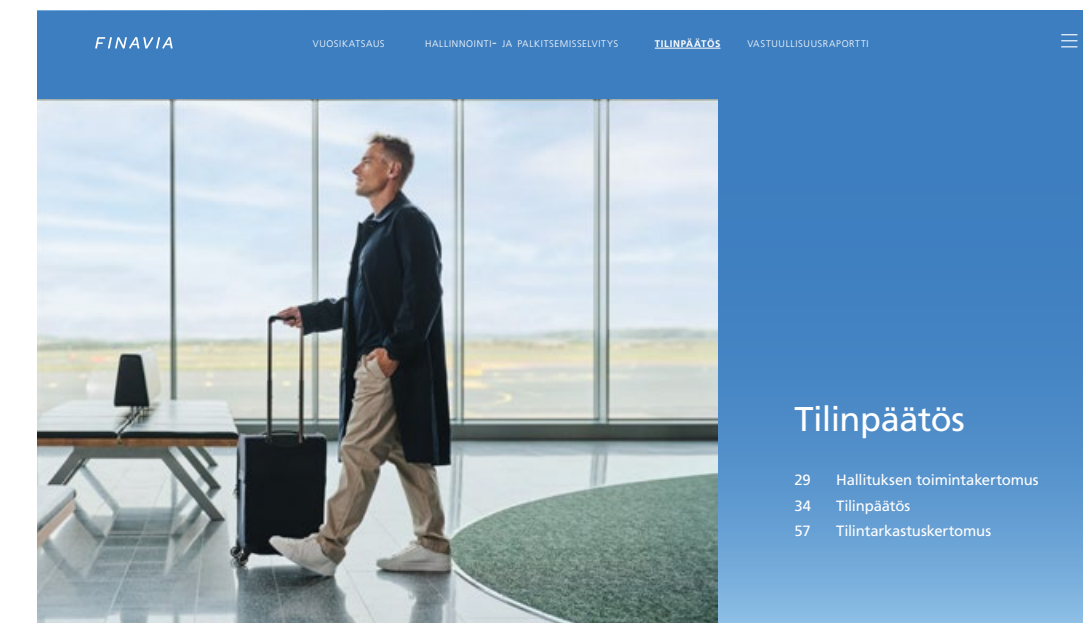 FINAVIA
VUOSIKATSAUS HALLINNOINTI- JA PALKITSEMISSELVITYS TILINPÄÄTÖS VASTUULLISUUSRAPORTTI
Tilinpäätös
29 Hallituksen toimintakertomus
34 Tilinpäätös
57 Tilintarkastuskertomus